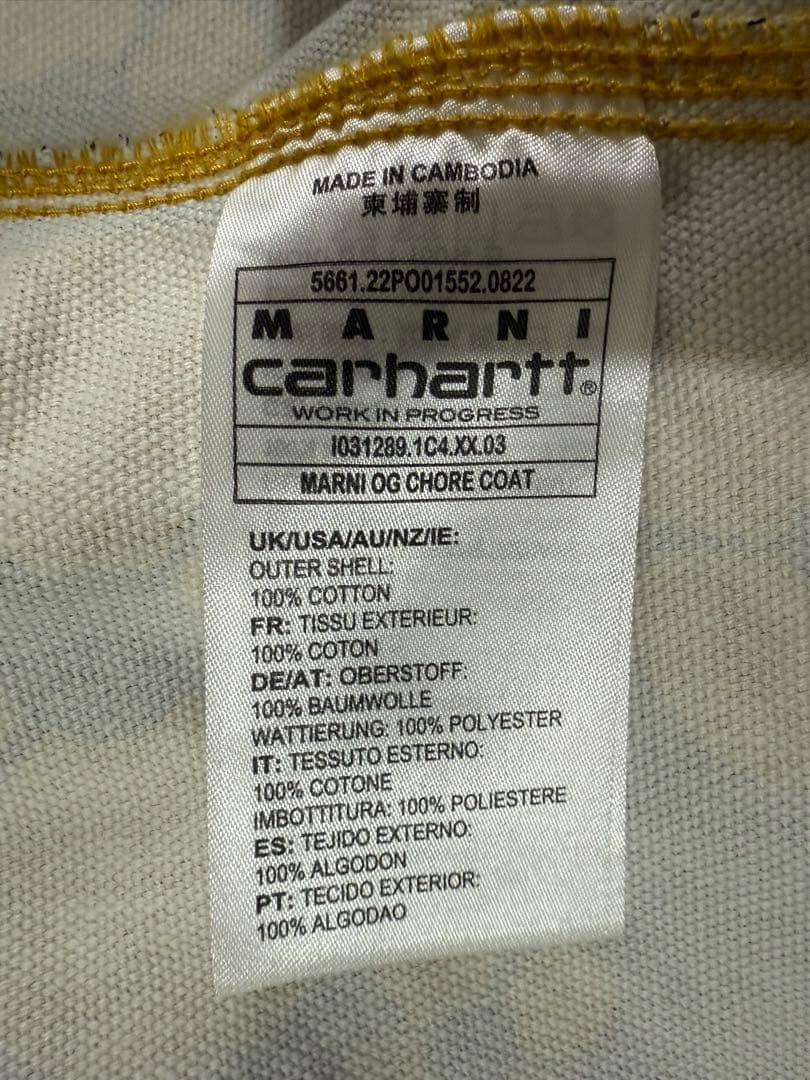 MADE IN CAMBODIA
柬埔寨制
5661.22PO01552.0822
MARNI
carhartt®
WORK IN PROGRESS
I031289.1C4.XX.03
MARNI OG CHORE COAT
UK/USA/AU/NZ/IE:
OUTER SHELL:
100% COTTON
FR: TISSU EXTERIEUR:
100% COTON
DE/AT: OBERSTOFF:
100% BAUMWOLLE
WATTIERUNG: 100% POLYESTER
IT: TESSUTO ESTERNO:
100% COTONE
IMBOTTITURA: 100% POLIESTERE
ES: TEJIDO EXTERNO:
100% ALGODON
PT: TECIDO EXTERIOR:
100% ALGODAO